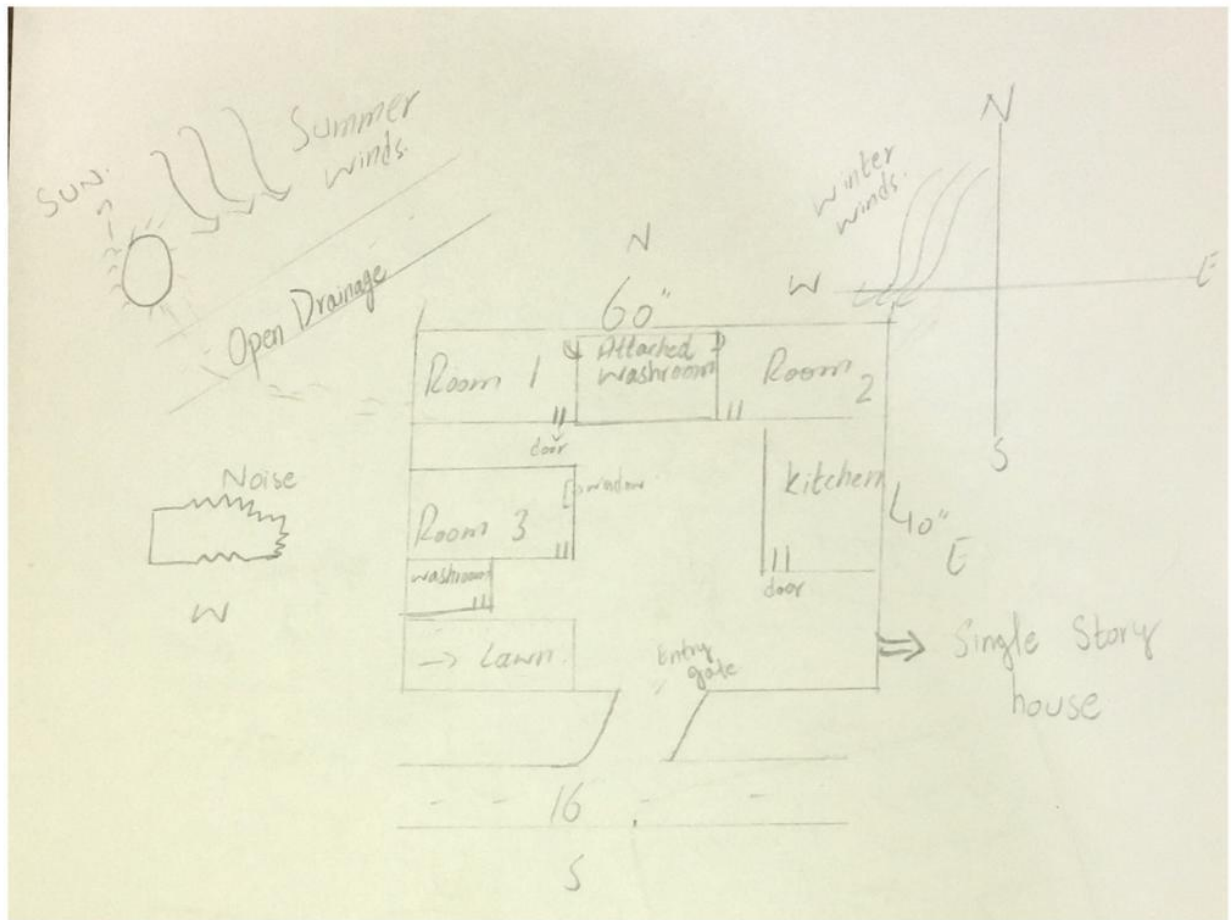 Summer
winds.
SUN.
N
Winter
winds.
N
W
E
60"
Open Drainage
Room 1
Attached
washroom
Room 2
door
S
Noise
window
Kitchen
40"
E
Room 3
W
washroom
door
→ Lawn.
Entry
gate
⇒ Single Story
house
16
S